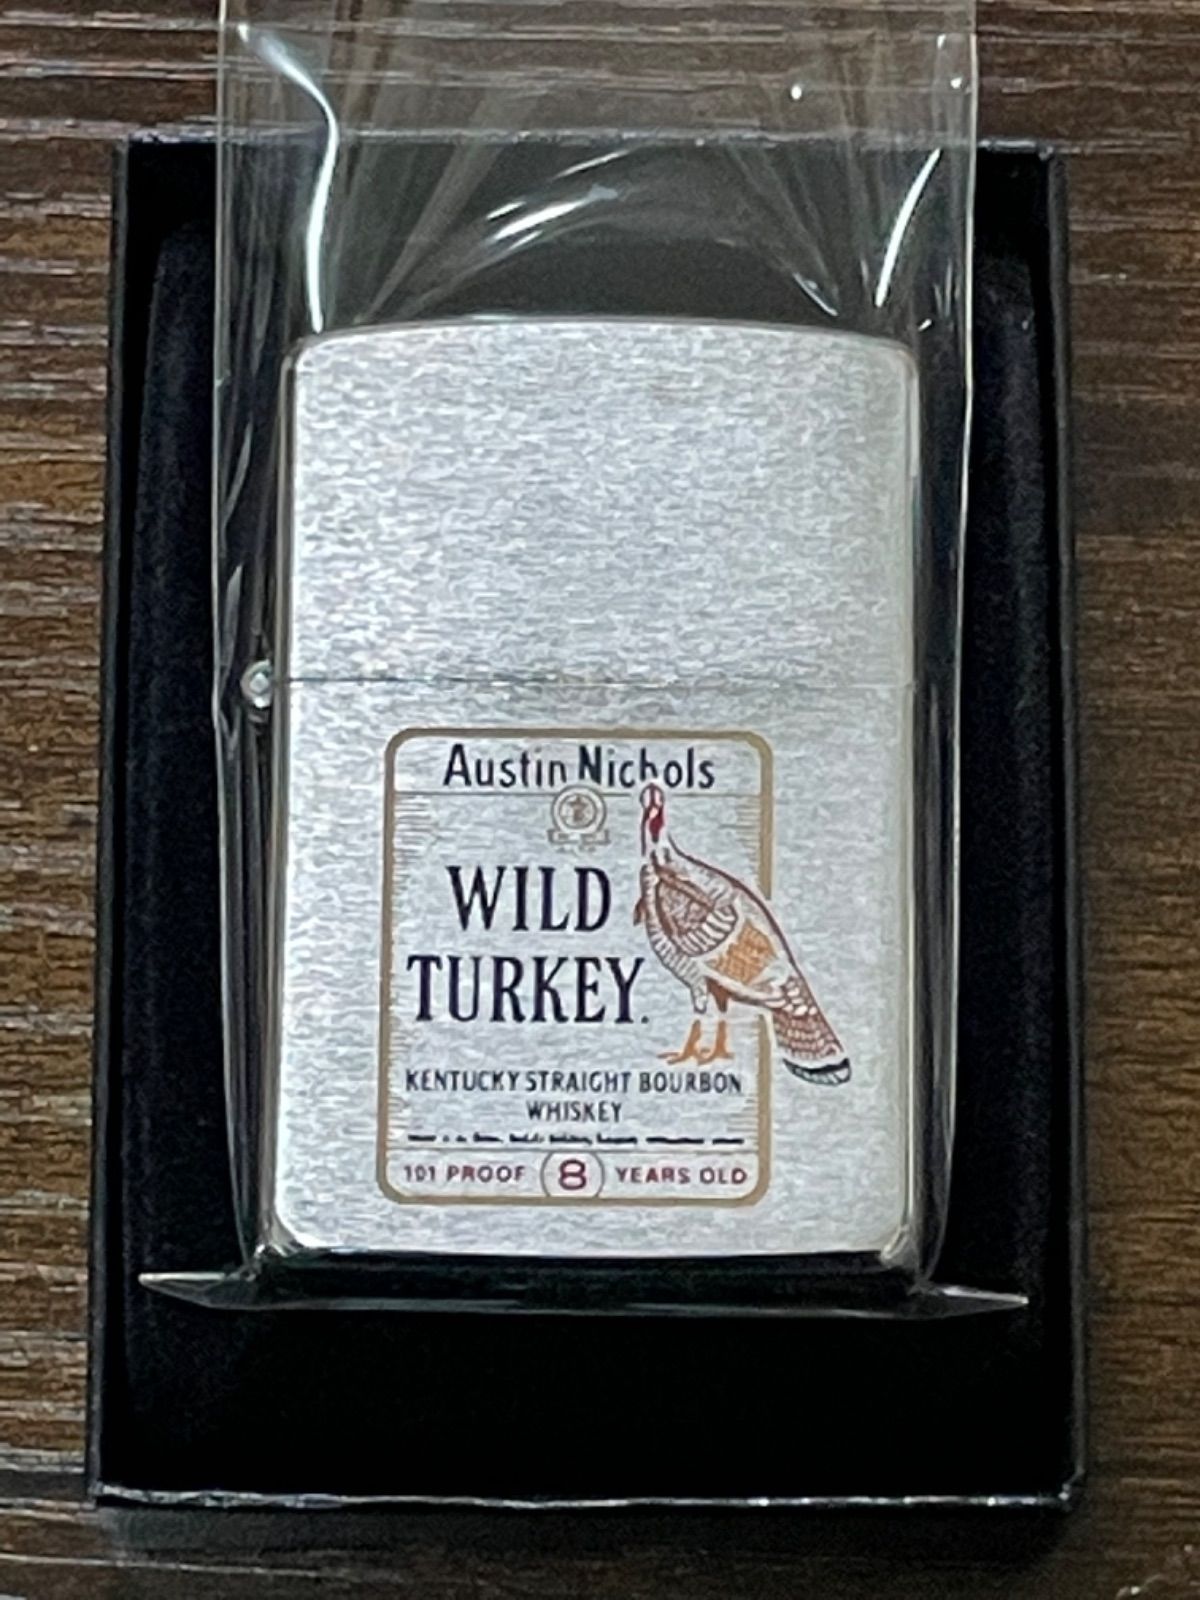 Austin Nichols
WILD
TURKEY.
KENTUCKY STRAIGHT BOURBON
WHISKEY
101 PROOF 8 YEARS OLD